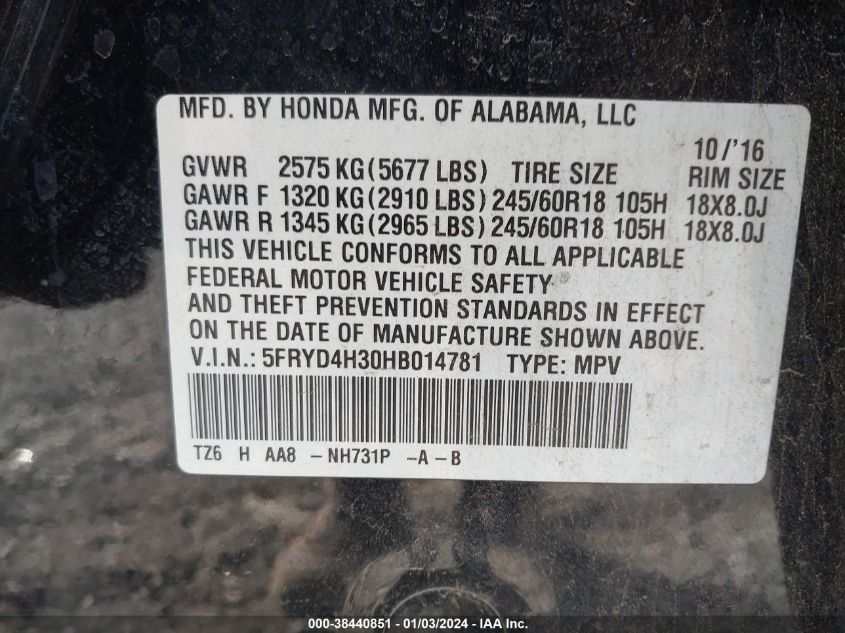 MFD. BY HONDA MFG. OF ALABAMA, LLC
10/'16
GVWR 2575 KG(5677 LBS) TIRE SIZE RIM SIZE
GAWR F 1320 KG(2910 LBS) 245/60R18 105H 18X8.0J
GAWR R 1345 KG(2965 LBS) 245/60R18 105H 18X8.0J
THIS VEHICLE CONFORMS TO ALL APPLICABLE
FEDERAL MOTOR VEHICLE SAFETY
AND THEFT PREVENTION STANDARDS IN EFFECT
ON THE DATE OF MANUFACTURE SHOWN ABOVE.
V.I.N.: 5FRYD4H30HB014781 TYPE: MPV
TZ6 H AA8 -NH731P -A-B
000-38440851 - 01/03/2024 - IAA Inc.